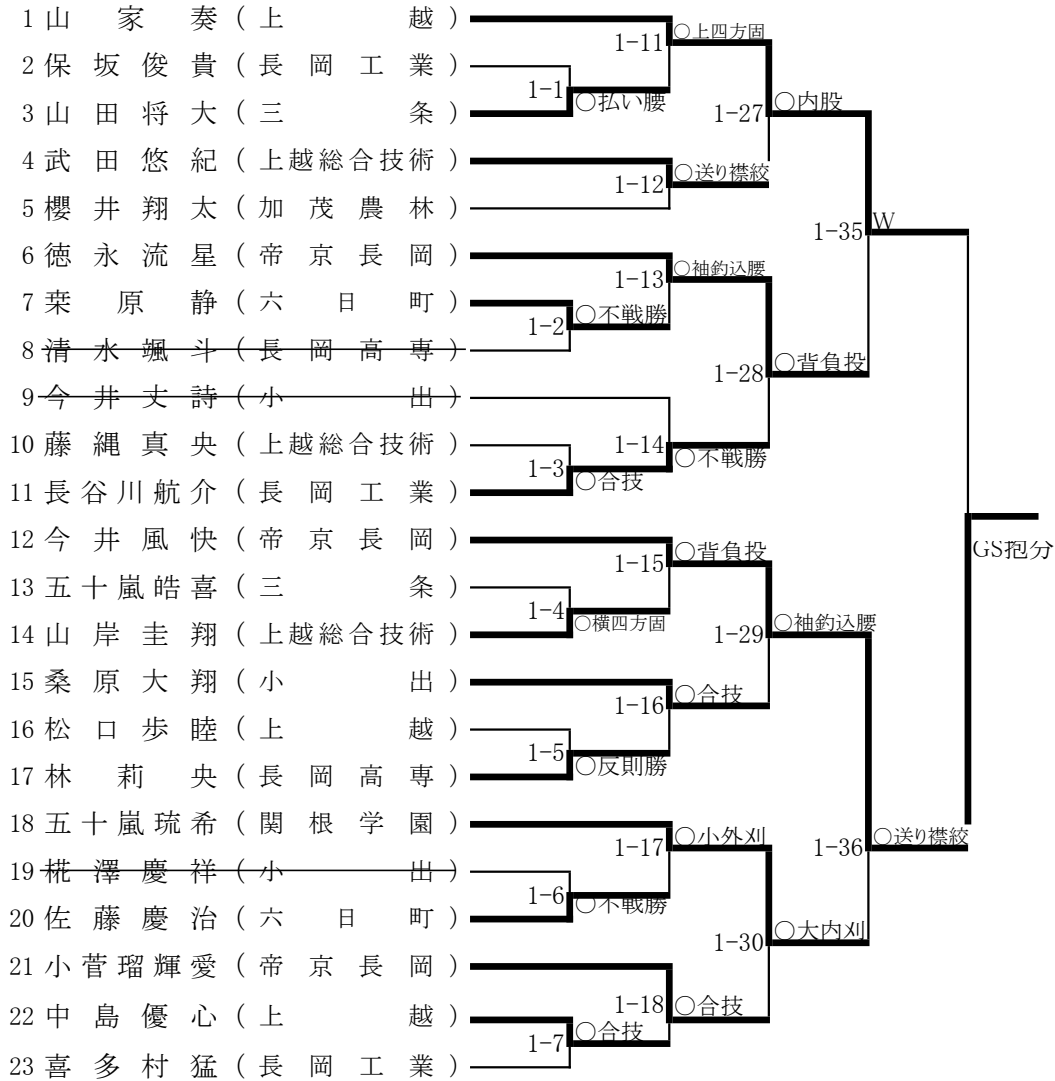 1 山家奏 (上越)
1-11 ○上四方固
2 保坂俊貴 (長岡工業)
1-1 ○払い腰
3 山田将大 (三条)
1-27 ○内股
4 武田悠紀 (上越総合技術)
1-12 ○送り襟絞
5 櫻井翔太 (加茂農林)
1-35 W
6 徳永流星 (帝京長岡)
1-13 ○袖釣込腰
7 桒原静 (六日町)
1-2 ○不戦勝
8 清水颯斗 (長岡高専)
1-28 ○背負投
9 今井丈詩 (小出)
10 藤縄真央 (上越総合技術)
1-14 ○不戦勝
1-3 ○合技
11 長谷川航介 (長岡工業)
12 今井風快 (帝京長岡)
GS抱分
1-15 ○背負投
13 五十嵐皓喜 (三条)
1-4 ○横四方固
14 山岸圭翔 (上越総合技術)
1-29 ○袖釣込腰
15 桑原大翔 (小出)
1-16 ○合技
16 松口歩睦 (上越)
1-5 ○反則勝
17 林莉央 (長岡高専)
18 五十嵐琉希 (関根学園)
1-17 ○小外刈
1-36 ○送り襟絞
19 椛澤慶祥 (小出)
1-6 ○不戦勝
20 佐藤慶治 (六日町)
1-30 ○大内刈
21 小菅瑠輝愛 (帝京長岡)
1-18 ○合技
22 中島優心 (上越)
1-7 ○合技
23 喜多村猛 (長岡工業)